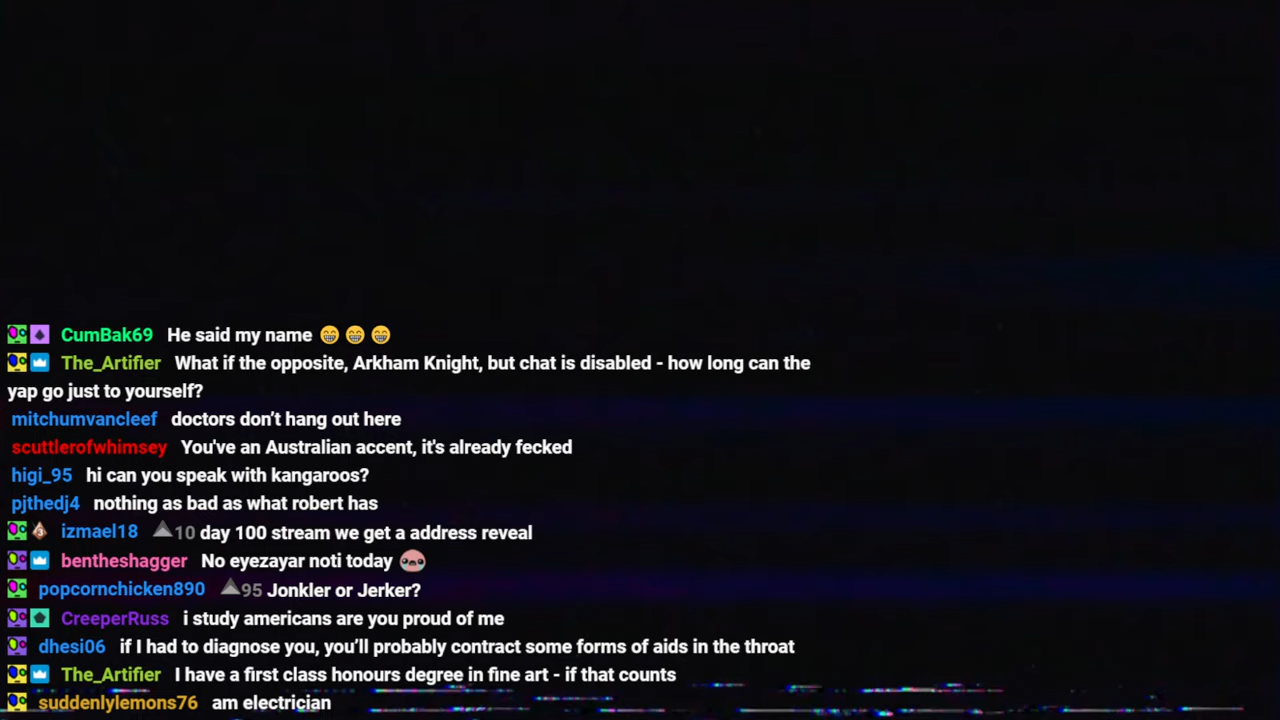 CumBak69 He said my name 😁 😁 😁
The_Artifier What if the opposite, Arkham Knight, but chat is disabled - how long can the
yap go just to yourself?
mitchumvancleef doctors don’t hang out here
scuttlerofwhimsey You've an Australian accent, it's already fecked
higi_95 hi can you speak with kangaroos?
pjthedj4 nothing as bad as what robert has
izmael18 10 day 100 stream we get a address reveal
bentheshagger No eyezayar noti today
popcornchicken890 95 Jonkler or Jerker?
CreeperRuss i study americans are you proud of me
dhesi06 if I had to diagnose you, you’ll probably contract some forms of aids in the throat
The_Artifier I have a first class honours degree in fine art - if that counts
suddenlylemons76 am electrician